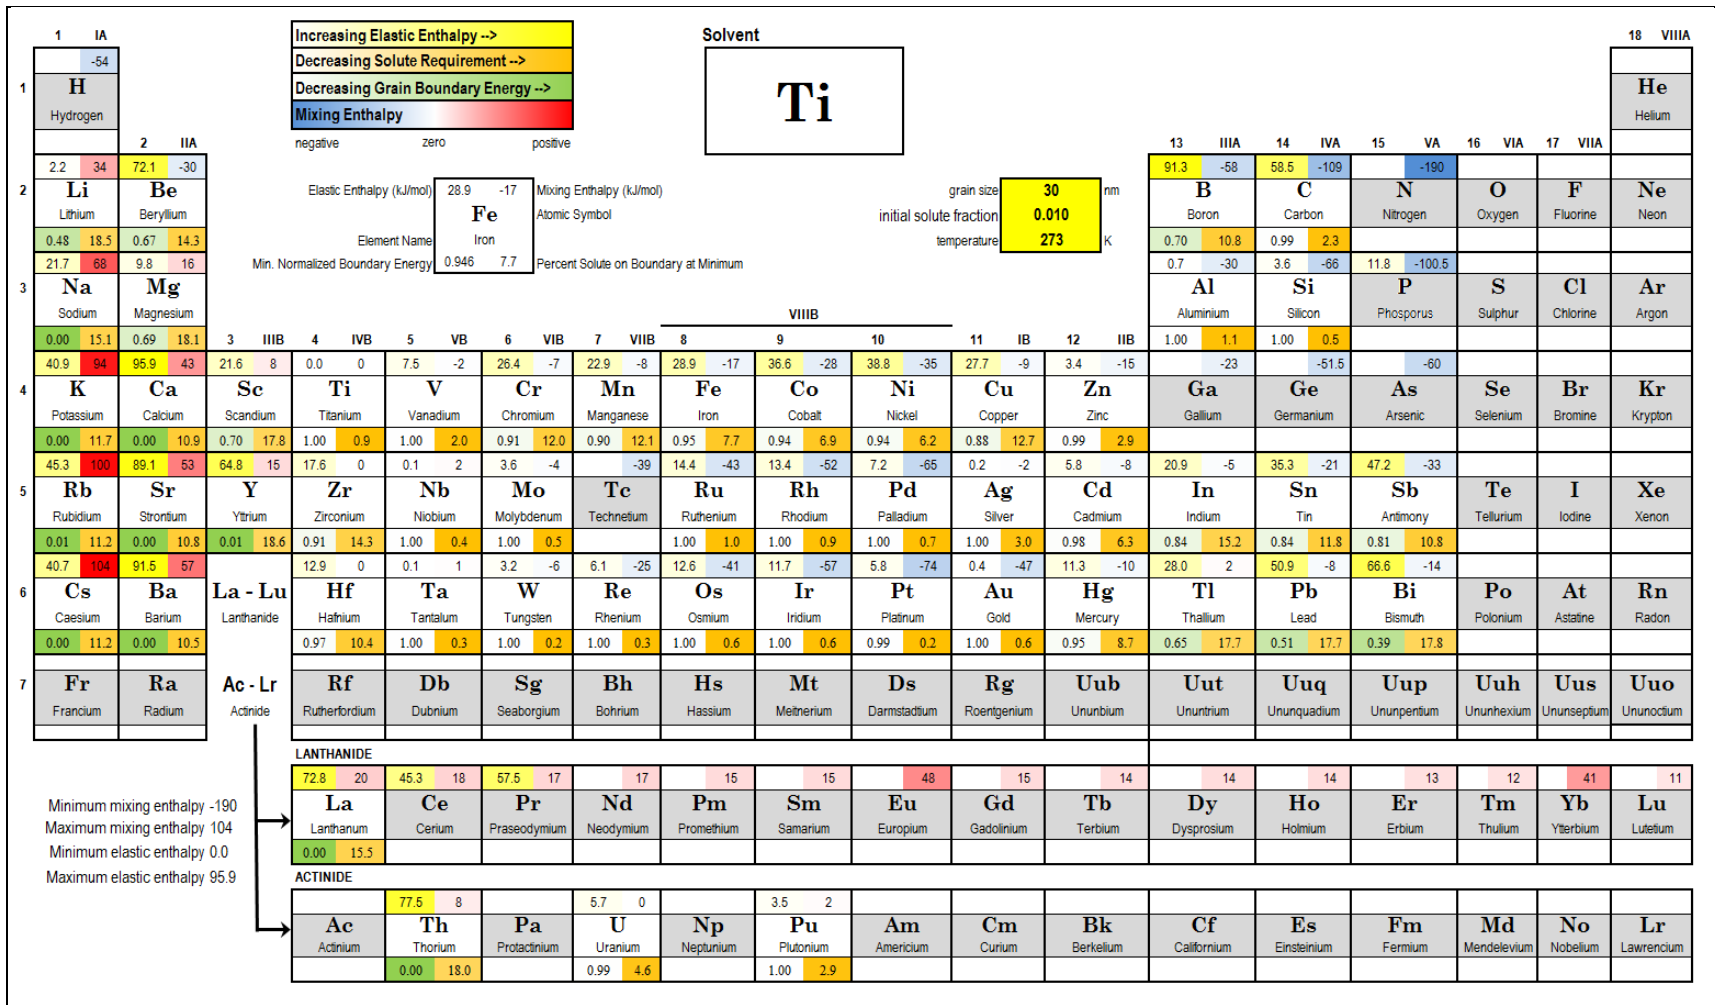 1 IA
Increasing Elastic Enthalpy -->
Solvent
18 VIIIA
-54
Decreasing Solute Requirement -->
1 H
Decreasing Grain Boundary Energy -->
Ti
He
Hydrogen
Mixing Enthalpy
Helium
2 IIA
negative zero positive
13 IIIA 14 IVA 15 VA 16 VIA 17 VIIA
2.2 34 72.1 -30
91.3 -58 58.5 -109 -190
2 Li Be
Elastic Enthalpy (kJ/mol) 28.9 -17 Mixing Enthalpy (kJ/mol)
grain size 30 nm
B C N O F Ne
Lithium Beryllium
Fe Atomic Symbol
initial solute fraction 0.010
Boron Carbon Nitrogen Oxygen Fluorine Neon
0.48 18.5 0.67 14.3
Element Name Iron
temperature 273 K
0.70 10.8 0.99 2.3
21.7 68 9.8 16
Min. Normalized Boundary Energy 0.946 7.7 Percent Solute on Boundary at Minimum
0.7 -30 3.6 -66 11.8 -100.5
3 Na Mg Al Si P S Cl Ar
Sodium Magnesium Aluminium Silicon Phosporus Sulphur Chlorine Argon
VIIIB
0.00 15.1 0.69 18.1 3 IIIB 4 IVB 5 VB 6 VIB 7 VIIB 8 9 10 11 IB 12 IIB 1.00 1.1 1.00 0.5
40.9 94 95.9 43 21.6 8 0.0 0 7.5 -2 26.4 -7 22.9 -8 28.9 -17 36.6 -28 38.8 -35 27.7 -9 3.4 -15 -23 -51.5 -60
4 K Ca Sc Ti V Cr Mn Fe Co Ni Cu Zn Ga Ge As Se Br Kr
Potassium Calcium Scandium Titanium Vanadium Chromium Manganese Iron Cobalt Nickel Copper Zinc Gallium Germanium Arsenic Selenium Bromine Krypton
0.00 11.7 0.00 10.9 0.70 17.8 1.00 0.9 1.00 2.0 0.91 12.0 0.90 12.1 0.95 7.7 0.94 6.9 0.94 6.2 0.88 12.7 0.99 2.9
45.3 100 89.1 53 64.8 15 17.6 0 0.1 2 3.6 -4 -39 14.4 -43 13.4 -52 7.2 -65 0.2 -2 5.8 -8 20.9 -5 35.3 -21 47.2 -33
5 Rb Sr Y Zr Nb Mo Tc Ru Rh Pd Ag Cd In Sn Sb Te I Xe
Rubidium Strontium Yttrium Zirconium Niobium Molybdenum Technetium Ruthenium Rhodium Palladium Silver Cadmium Indium Tin Antimony Tellurium Iodine Xenon
0.01 11.2 0.00 10.8 0.01 18.6 0.91 14.3 1.00 0.4 1.00 0.5 1.00 1.0 1.00 0.9 1.00 0.7 1.00 3.0 0.98 6.3 0.84 15.2 0.84 11.8 0.81 10.8
40.7 104 91.5 57 12.9 0 0.1 1 3.2 -6 6.1 -25 12.6 -41 11.7 -57 5.8 -74 0.4 -47 11.3 -10 28.0 2 50.9 -8 66.6 -14
6 Cs Ba La - Lu Hf Ta W Re Os Ir Pt Au Hg Tl Pb Bi Po At Rn
Caesium Barium Lanthanide Hafnium Tantalum Tungsten Rhenium Osmium Iridium Platinum Gold Mercury Thallium Lead Bismuth Polonium Astatine Radon
0.00 11.2 0.00 10.5 0.97 10.4 1.00 0.3 1.00 0.2 1.00 0.3 1.00 0.6 1.00 0.6 0.99 0.2 1.00 0.6 0.95 8.7 0.65 17.7 0.51 17.7 0.39 17.8
7 Fr Ra Ac - Lr Rf Db Sg Bh Hs Mt Ds Rg Uub Uut Uuq Uup Uuh Uus Uuo
Francium Radium Actinide Rutherfordium Dubnium Seaborgium Bohrium Hassium Meitnerium Darmstadtium Roentgenium Ununbium Ununtrium Ununquadium Ununpentium Ununhexium Ununseptium Ununoctium
LANTHANIDE
72.8 20 45.3 18 57.5 17 17 15 15 48 15 14 14 14 13 12 41 11
La Ce Pr Nd Pm Sm Eu Gd Tb Dy Ho Er Tm Yb Lu
Lanthanum Cerium Praseodymium Neodymium Promethium Samarium Europium Gadolinium Terbium Dysprosium Holmium Erbium Thulium Ytterbium Lutetium
0.00 15.5
Minimum mixing enthalpy -190
Maximum mixing enthalpy 104
Minimum elastic enthalpy 0.0
Maximum elastic enthalpy 95.9
ACTINIDE
77.5 8 5.7 0 3.5 2
Ac Th Pa U Np Pu Am Cm Bk Cf Es Fm Md No Lr
Actinium Thorium Protactinium Uranium Neptunium Plutonium Americium Curium Berkelium Californium Einsteinium Fermium Mendelevium Nobelium Lawrencium
0.00 18.0 0.99 4.6 1.00 2.9